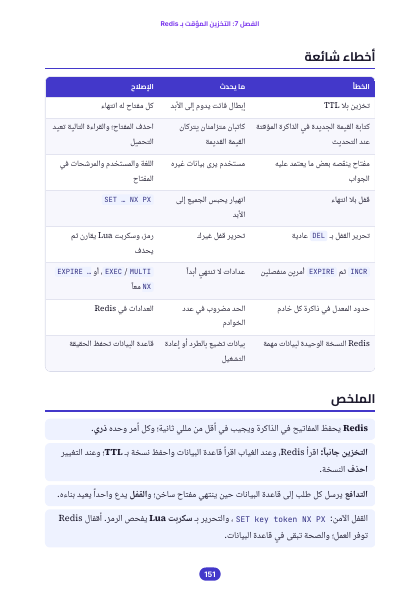 الفصل 7: التخزين المؤقت بـ Redis
أخطاء شائعة
الخطأ ما يحدث الإصلاح
تخزين بلا TTL إبطال فائت يدوم إلى الأبد كل مفتاح له انتهاء
كتابة القيمة الجديدة في الذاكرة المؤقتة كاتبان متزامنان يتركان احذف المفتاح؛ والقراءة التالية تعيد
عند التحديث القيمة القديمة التحميل
مفتاح ينقصه بعض ما يعتمد عليه مستخدم يرى بيانات غيره اللغة والمستخدم والمرشحات في
الجواب المفتاح
قفل بلا انتهاء انهيار يحبس الجميع إلى SET … NX PX
الأبد
تحرير القفل بـ DEL عادية تحرير قفل غيرك رمز، وسكربت Lua يقارن ثم
يحذف
INCR ثم EXPIRE أمرين منفصلين عدادات لا تنتهي أبداً MULTI / EXEC، أو EXPIRE …
NX معاً
حدود المعدل في ذاكرة كل خادم الحد مضروب في عدد العدادات في Redis
الخوادم
Redis النسخة الوحيدة لبيانات مهمة بيانات تضيع بالطرد أو إعادة قاعدة البيانات تحفظ الحقيقة
التشغيل
الملخص
Redis يحفظ المفاتيح في الذاكرة ويجيب في أقل من مللي ثانية؛ وكل أمر وحده ذري.
التخزين جانباً: اقرأ Redis، وعند الغياب اقرأ قاعدة البيانات واحفظ نسخة بـ TTL؛ وعند التغيير
احذف النسخة.
التدافع يرسل كل طلب إلى قاعدة البيانات حين ينتهي مفتاح ساخن؛ والقفل يدع واحداً يعيد بناءه.
القفل الآمن: SET key token NX PX، والتحرير بـ سكربت Lua يفحص الرمز. أقفال Redis
توفر العمل؛ والصحة تبقى في قاعدة البيانات.
151